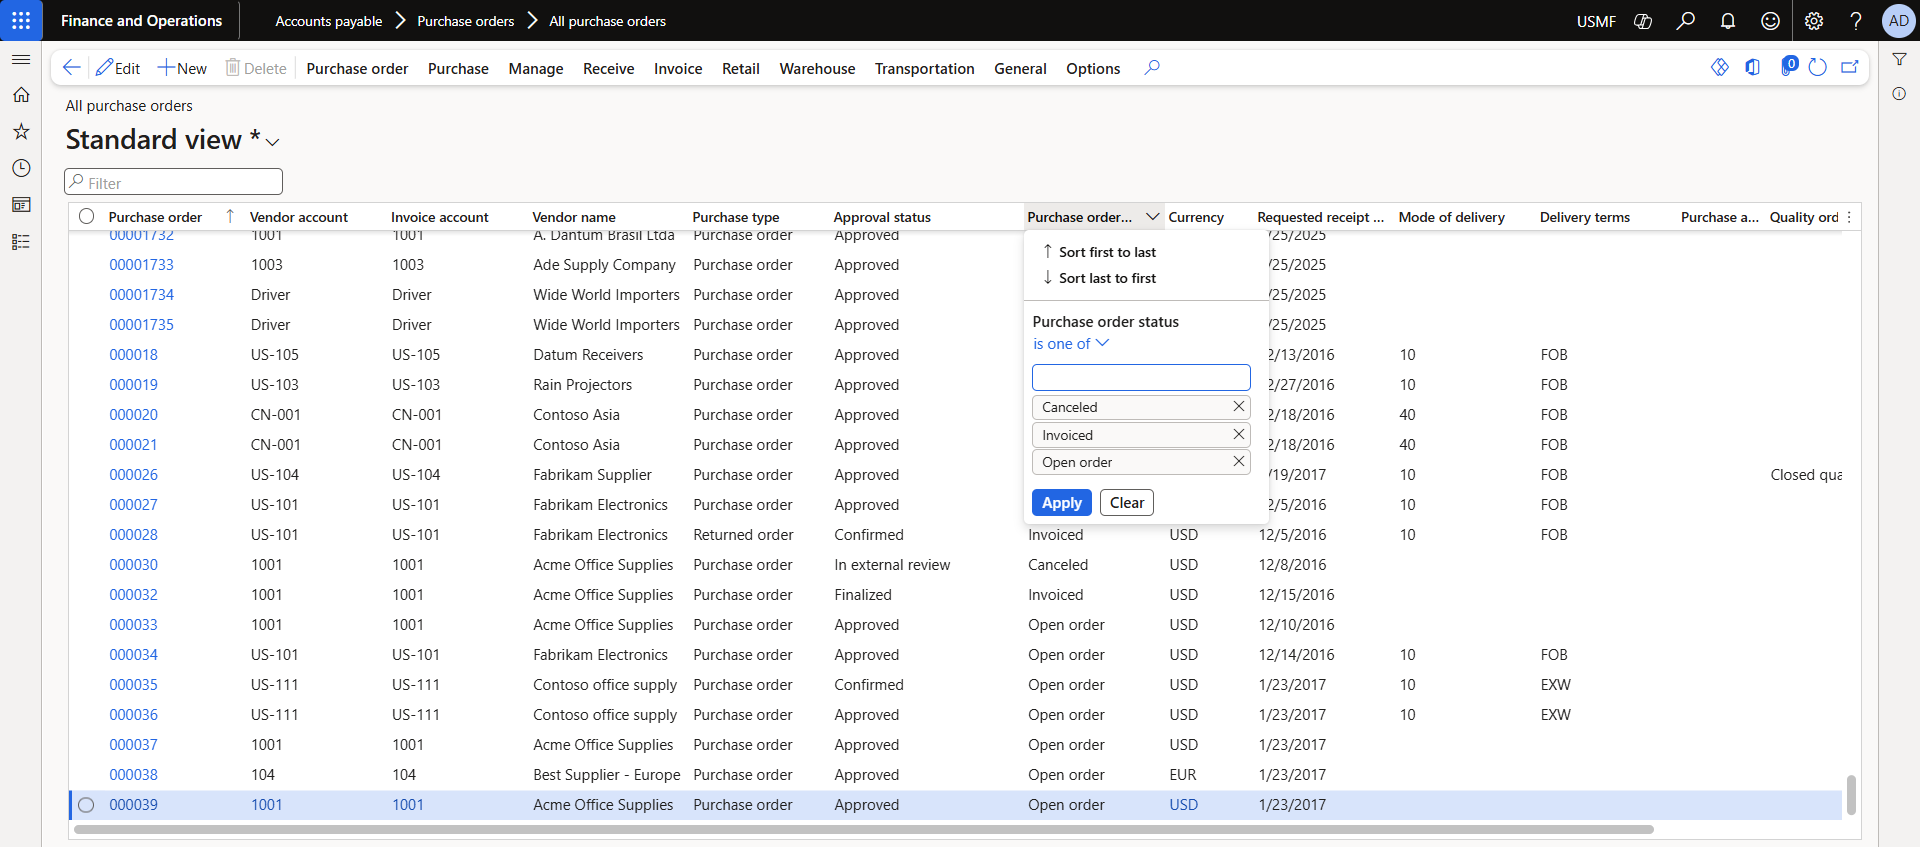 Finance and Operations Accounts payable Purchase orders All purchase orders USMF ? AD
Edit New Delete Purchase order Purchase Manage Receive Invoice Retail Warehouse Transportation General Options 0
All purchase orders
Standard view *
Filter
Purchase order Vendor account Invoice account Vendor name Purchase type Approval status Purchase order... Currency Requested receipt ... Mode of delivery Delivery terms Purchase a... Quality ord
00001732 1001 1001 A. Dantum Brasil Ltda Purchase order Approved /25/2025
00001733 1003 1003 Ade Supply Company Purchase order Approved /25/2025
00001734 Driver Driver Wide World Importers Purchase order Approved /25/2025
00001735 Driver Driver Wide World Importers Purchase order Approved /25/2025
000018 US-105 US-105 Datum Receivers Purchase order Approved 2/13/2016 10 FOB
000019 US-103 US-103 Rain Projectors Purchase order Approved 2/27/2016 10 FOB
000020 CN-001 CN-001 Contoso Asia Purchase order Approved 2/18/2016 40 FOB
000021 CN-001 CN-001 Contoso Asia Purchase order Approved 2/18/2016 40 FOB
000026 US-104 US-104 Fabrikam Supplier Purchase order Approved /19/2017 10 FOB Closed qua
000027 US-101 US-101 Fabrikam Electronics Purchase order Approved 2/5/2016 10 FOB
000028 US-101 US-101 Fabrikam Electronics Returned order Confirmed Invoiced USD 12/5/2016 10 FOB
000030 1001 1001 Acme Office Supplies Purchase order In external review Canceled USD 12/8/2016
000032 1001 1001 Acme Office Supplies Purchase order Finalized Invoiced USD 12/15/2016
000033 1001 1001 Acme Office Supplies Purchase order Approved Open order USD 12/10/2016
000034 US-101 US-101 Fabrikam Electronics Purchase order Approved Open order USD 12/14/2016 10 FOB
000035 US-111 US-111 Contoso office supply Purchase order Confirmed Open order USD 1/23/2017 10 EXW
000036 US-111 US-111 Contoso office supply Purchase order Approved Open order USD 1/23/2017 10 EXW
000037 1001 1001 Acme Office Supplies Purchase order Approved Open order USD 1/23/2017
000038 104 104 Best Supplier - Europe Purchase order Approved Open order EUR 1/23/2017
000039 1001 1001 Acme Office Supplies Purchase order Approved Open order USD 1/23/2017
Sort first to last
Sort last to first
Purchase order status
is one of
Canceled
Invoiced
Open order
Apply Clear